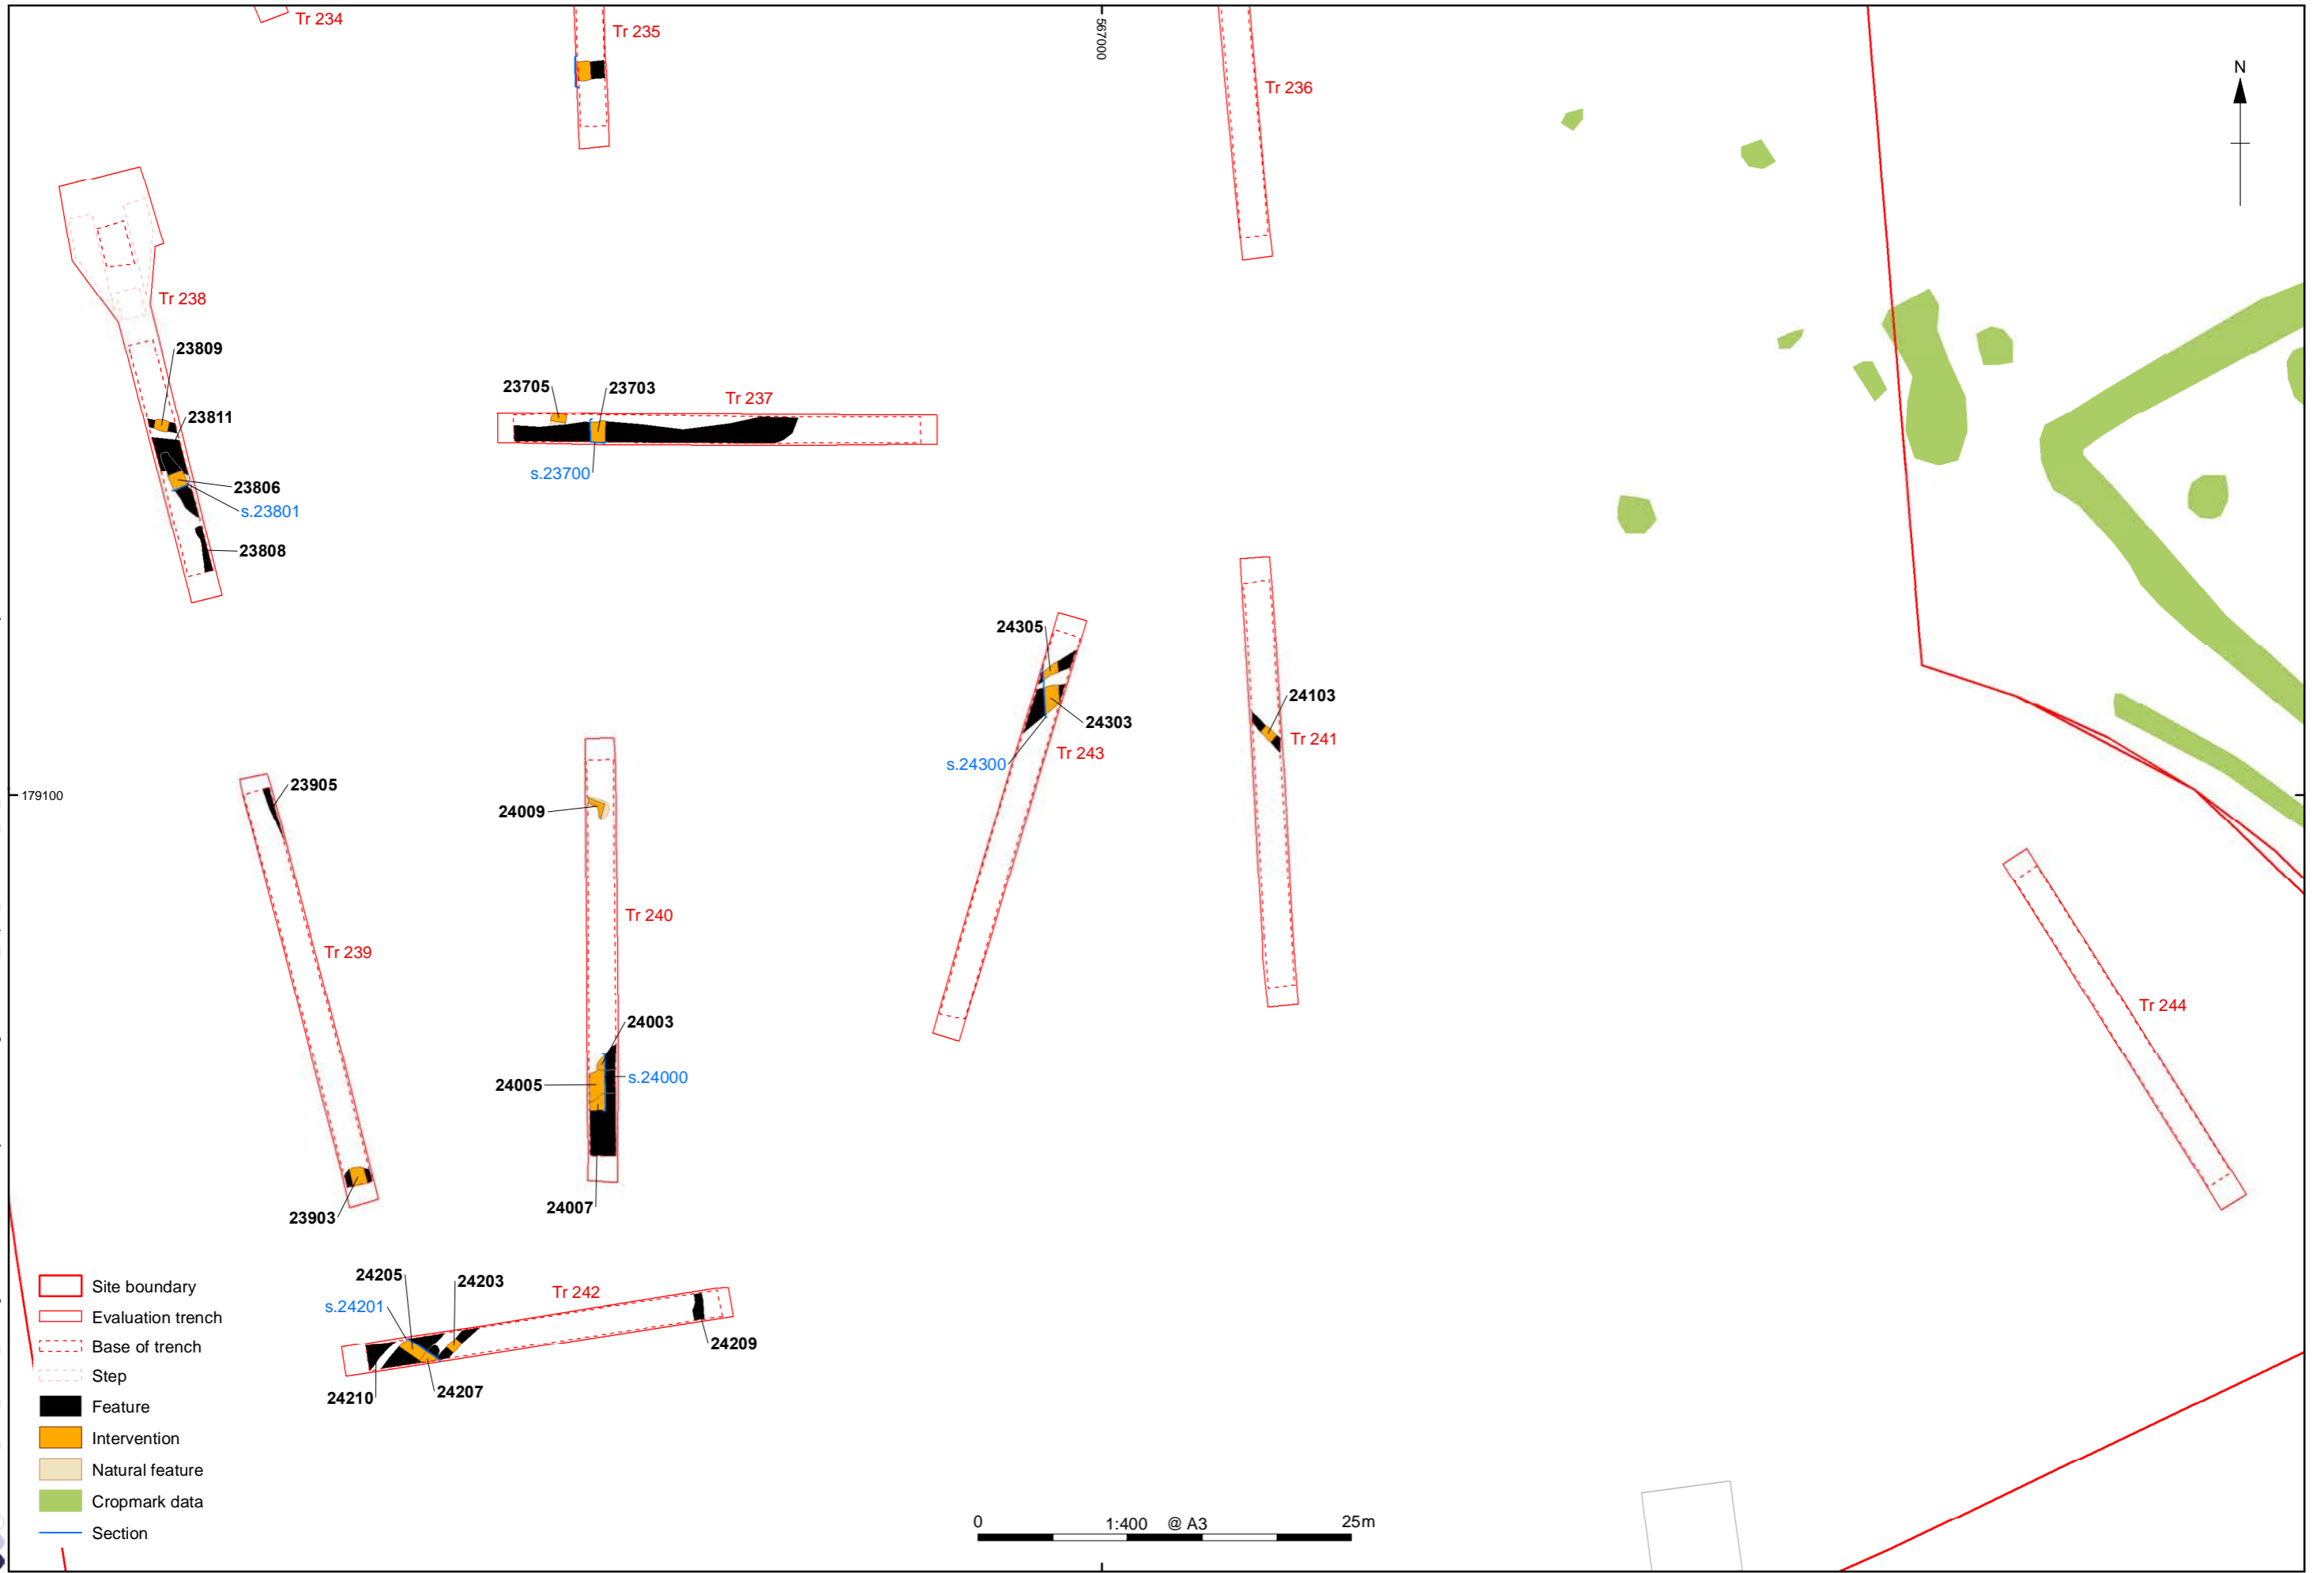 Tr 234
Tr 235
567000
Tr 236
N
Tr 238
23809
23811
23806
s.23801
23808
23705
23703
Tr 237
s.23700
24305
24303
Tr 243
s.24300
24103
Tr 241
179100
23905
Tr 239
23903
24009
Tr 240
24003
24005
s.24000
24007
Tr 244
24205
24203
Tr 242
s.24201
24209
24210
24207
Site boundary
Evaluation trench
Base of trench
Step
Feature
Intervention
Natural feature
Cropmark data
Section
0 1:400 @ A3 25m